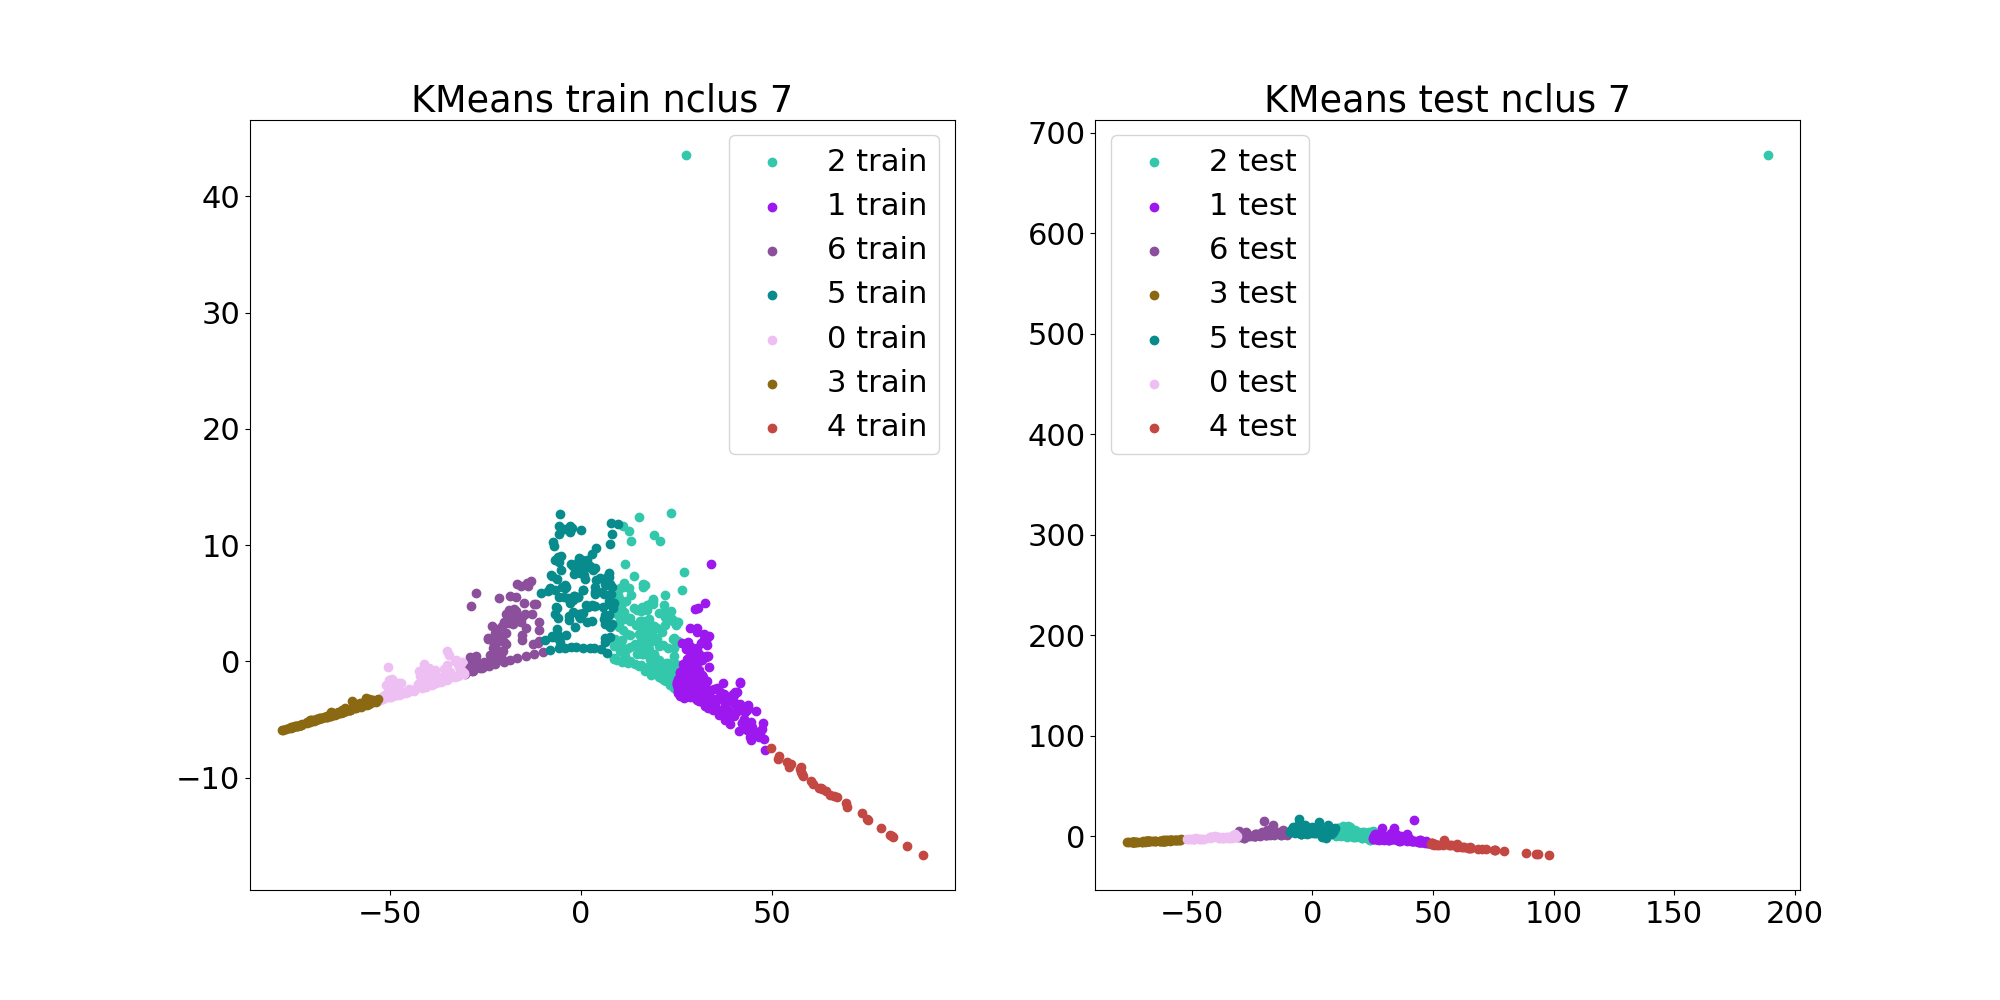 KMeans train nclus 7
40
30
20
10
0
−10
−50
0
50
2 train
1 train
6 train
5 train
0 train
3 train
4 train
KMeans test nclus 7
700
600
500
400
300
200
100
0
−50
0
50
100
150
200
2 test
1 test
6 test
3 test
5 test
0 test
4 test